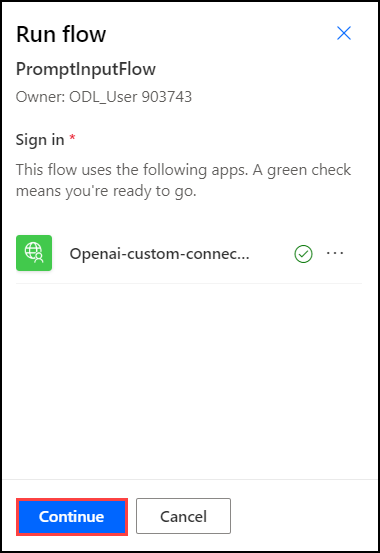 Run flow
PromptInputFlow
Owner: ODL_User 903743
Sign in *
This flow uses the following apps. A green check
means you're ready to go.
Openai-custom-connec...
Continue
Cancel